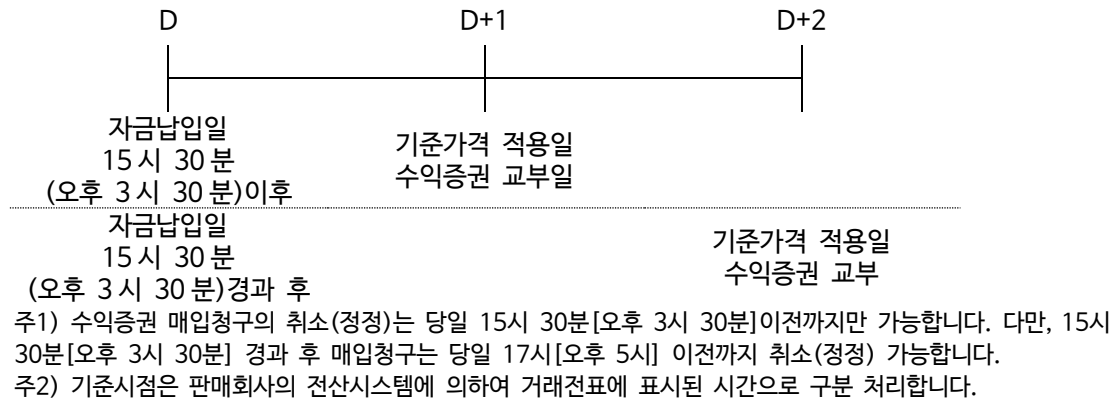 D D+1 D+2
자금납입일
15시 30분
(오후 3시 30분)이후
기준가격 적용일
수익증권 교부일
자금납입일
15시 30분
(오후 3시 30분)경과 후
기준가격 적용일
수익증권 교부
주1) 수익증권 매입청구의 취소(정정)는 당일 15시 30분[오후 3시 30분]이전까지만 가능합니다. 다만, 15시
30분[오후 3시 30분] 경과 후 매입청구는 당일 17시[오후 5시] 이전까지 취소(정정) 가능합니다.
주2) 기준시점은 판매회사의 전산시스템에 의하여 거래전표에 표시된 시간으로 구분 처리합니다.